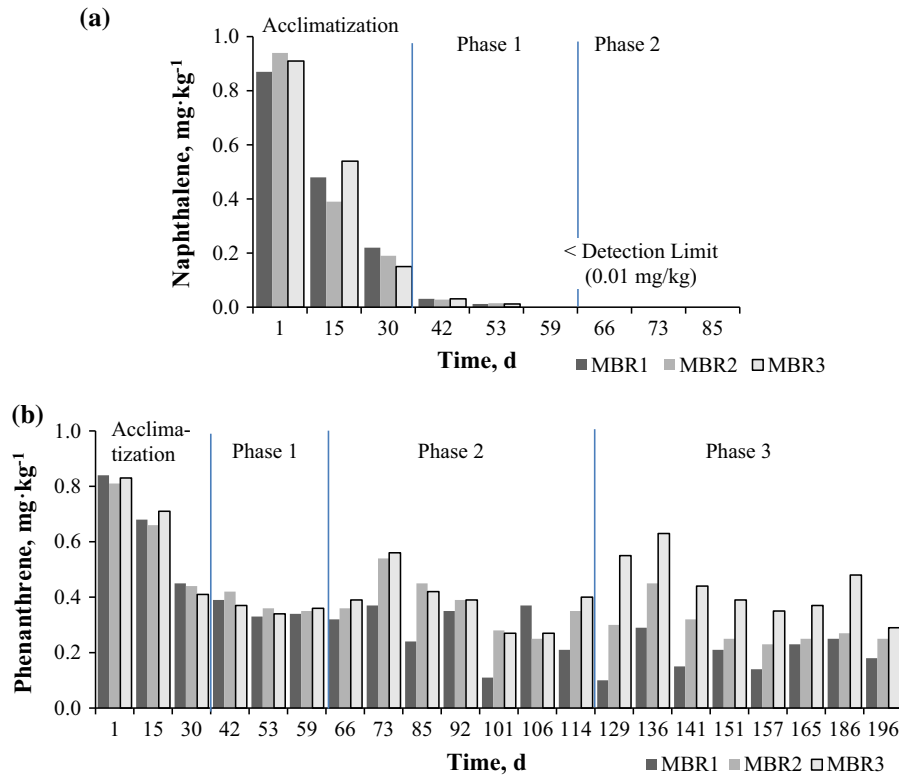 (a)
Acclimatization Phase 1 Phase 2
1.0
0.8
0.6
0.4
0.2
0.0
Naphthalene, mg·kg-1
< Detection Limit
(0.01 mg/kg)
1 15 30 42 53 59 66 73 85
Time, d
MBR1 MBR2 MBR3
(b)
Acclima-
tization
Phase 1 Phase 2 Phase 3
1.0
0.8
0.6
0.4
0.2
0.0
Phenanthrene, mg·kg-1
1 15 30 42 53 59 66 73 85 92 101 106 114 129 136 141 151 157 165 186 196
Time, d
MBR1 MBR2 MBR3